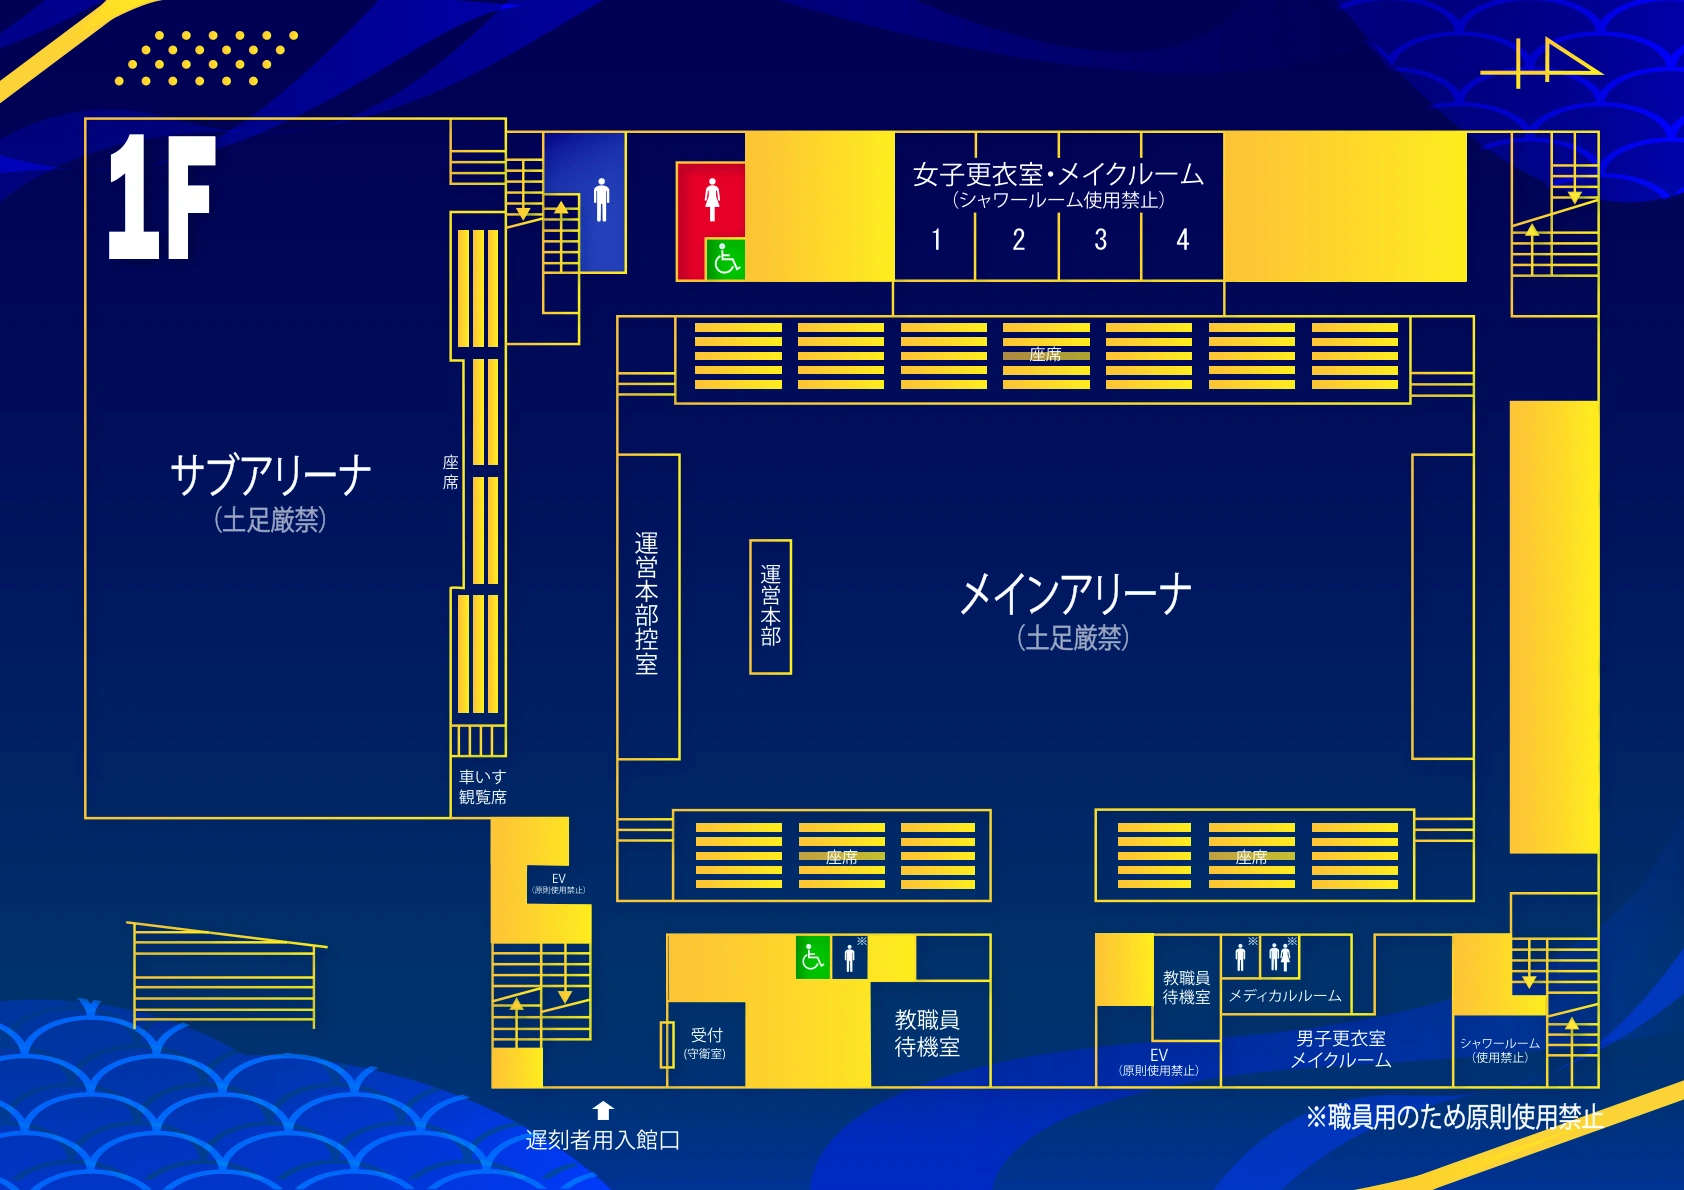 1F
女子更衣室・メイクルーム
（シャワールーム使用禁止）
1 2 3 4
座席
サブアリーナ
（土足厳禁）
座席
運営本部控室
運営本部
メインアリーナ
（土足厳禁）
車いす
観覧席
座席
座席
EV
（原則使用禁止）
※
※
※
教職員
待機室
メディカルルーム
受付
（守衛室）
教職員
待機室
EV
（原則使用禁止）
男子更衣室
メイクルーム
シャワールーム
（使用禁止）
※職員用のため原則使用禁止
遅刻者用入館口